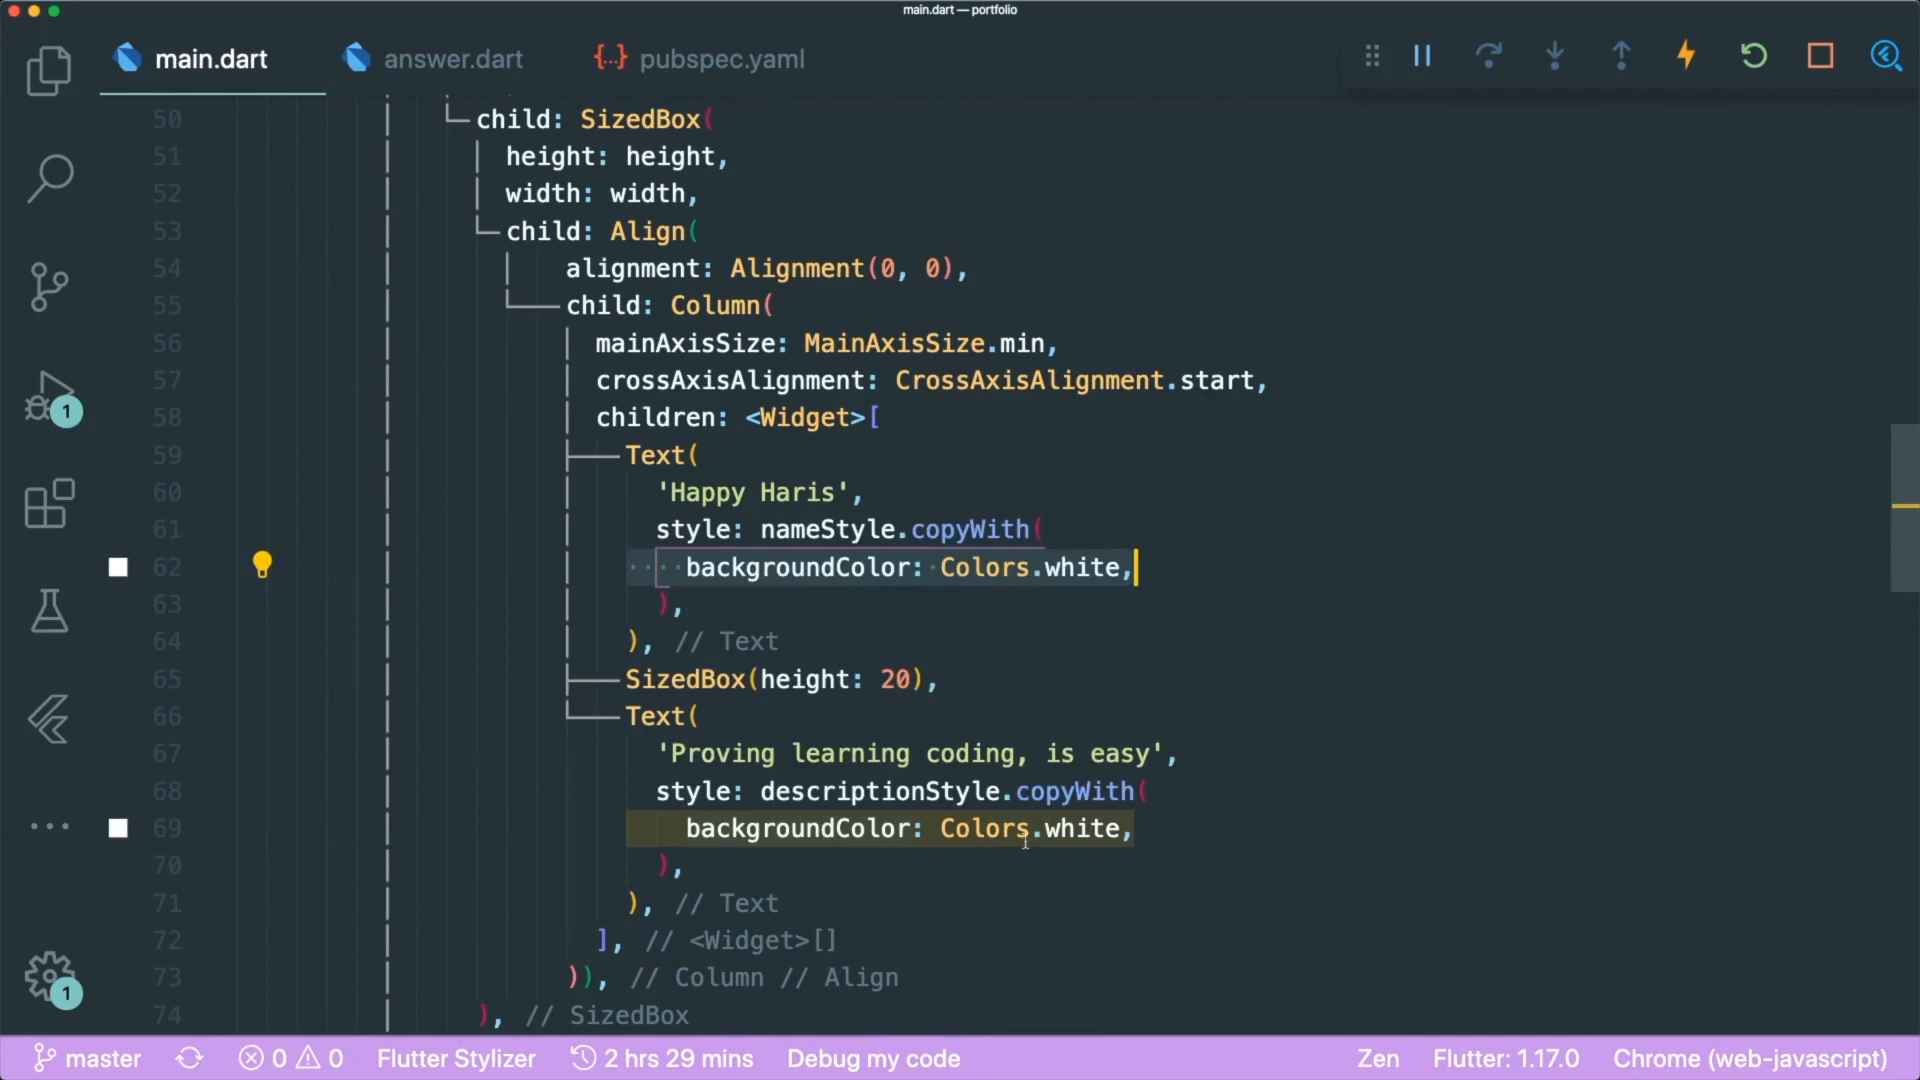 main.dart — portfolio
main.dart answer.dart {...} pubspec.yaml
50 child: SizedBox(
51 height: height,
52 width: width,
53 child: Align(
54 alignment: Alignment(0, 0),
55 child: Column(
56 mainAxisSize: MainAxisSize.min,
57 crossAxisAlignment: CrossAxisAlignment.start,
58 children: <Widget>[
59 Text(
60 'Happy Haris',
61 style: nameStyle.copyWith(
62 backgroundColor: Colors.white,
63 ),
64 ), // Text
65 SizedBox(height: 20),
66 Text(
67 'Proving learning coding, is easy',
68 style: descriptionStyle.copyWith(
69 backgroundColor: Colors.white,
70 ),
71 ), // Text
72 ], // <Widget>[]
73 )), // Column // Align
74 ), // SizedBox
1
1
master 0 0 Flutter Stylizer 2 hrs 29 mins Debug my code Zen Flutter: 1.17.0 Chrome (web-javascript)